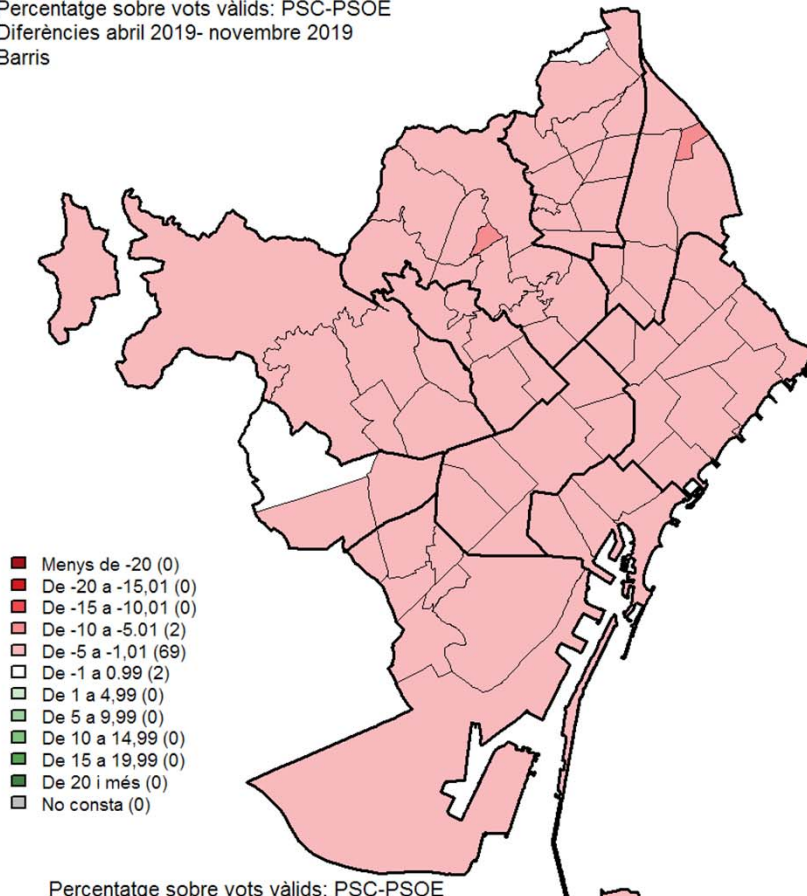 Percentatge sobre vots vàlids: PSC-PSOE
Diferències abril 2019- novembre 2019
Barris
Menys de -20 (0)
De -20 a -15,01 (0)
De -15 a -10,01 (0)
De -10 a -5.01 (2)
De -5 a -1,01 (69)
De -1 a 0.99 (2)
De 1 a 4,99 (0)
De 5 a 9,99 (0)
De 10 a 14,99 (0)
De 15 a 19,99 (0)
De 20 i més (0)
No consta (0)
Percentatge sobre vots vàlids: PSC-PSOE